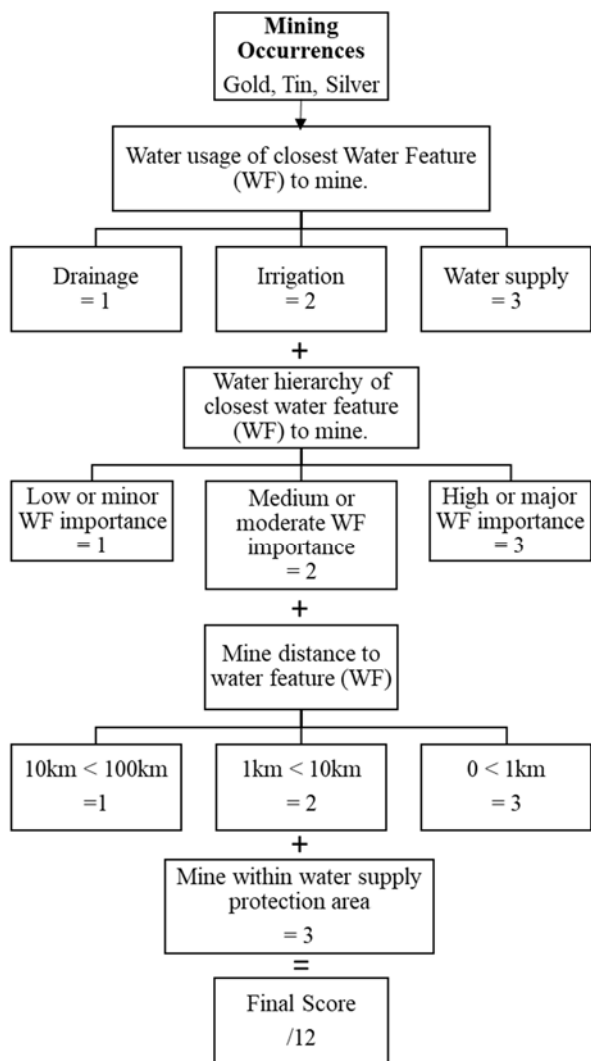 Mining
Occurrences
Gold, Tin, Silver
Water usage of closest Water Feature
(WF) to mine.
Drainage
= 1
Irrigation
= 2
Water supply
= 3
+
Water hierarchy of
closest water feature
(WF) to mine.
Low or minor
WF importance
= 1
Medium or
moderate WF
importance
= 2
High or major
WF importance
= 3
+
Mine distance to
water feature (WF)
10km < 100km
=1
1km < 10km
= 2
0 < 1km
= 3
+
Mine within water supply
protection area
= 3
=
Final Score
/12